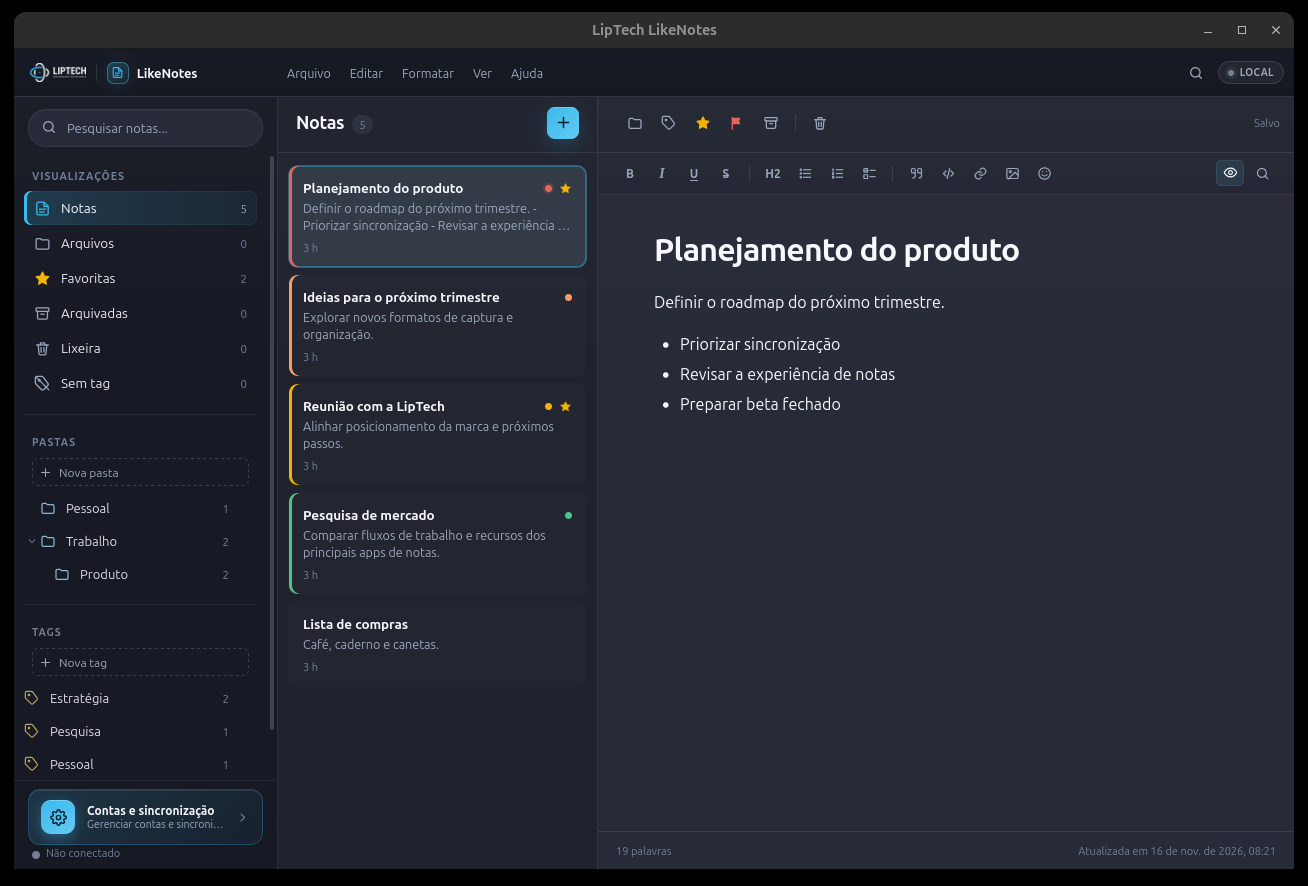 LipTech LikeNotes
LIPTECH
LikeNotes
Arquivo
Editar
Formatar
Ver
Ajuda
LOCAL
Pesquisar notas...
VISUALIZAÇÕES
Notas 5
Arquivos 0
Favoritas 2
Arquivadas 0
Lixeira 0
Sem tag 0
PASTAS
+ Nova pasta
Pessoal 1
Trabalho 2
Produto 2
TAGS
+ Nova tag
Estratégia 2
Pesquisa 1
Pessoal 1
Contas e sincronização
Gerenciar contas e sincroni...
Não conectado
Notas 5
+
Planejamento do produto
Definir o roadmap do próximo trimestre. -
Priorizar sincronização - Revisar a experiência ...
3 h
Ideias para o próximo trimestre
Explorar novos formatos de captura e
organização.
3 h
Reunião com a LipTech
Alinhar posicionamento da marca e próximos
passos.
3 h
Pesquisa de mercado
Comparar fluxos de trabalho e recursos dos
principais apps de notas.
3 h
Lista de compras
Café, caderno e canetas.
3 h
Salvo
B I U S H2
Planejamento do produto
Definir o roadmap do próximo trimestre.
• Priorizar sincronização
• Revisar a experiência de notas
• Preparar beta fechado
19 palavras
Atualizada em 16 de nov. de 2026, 08:21